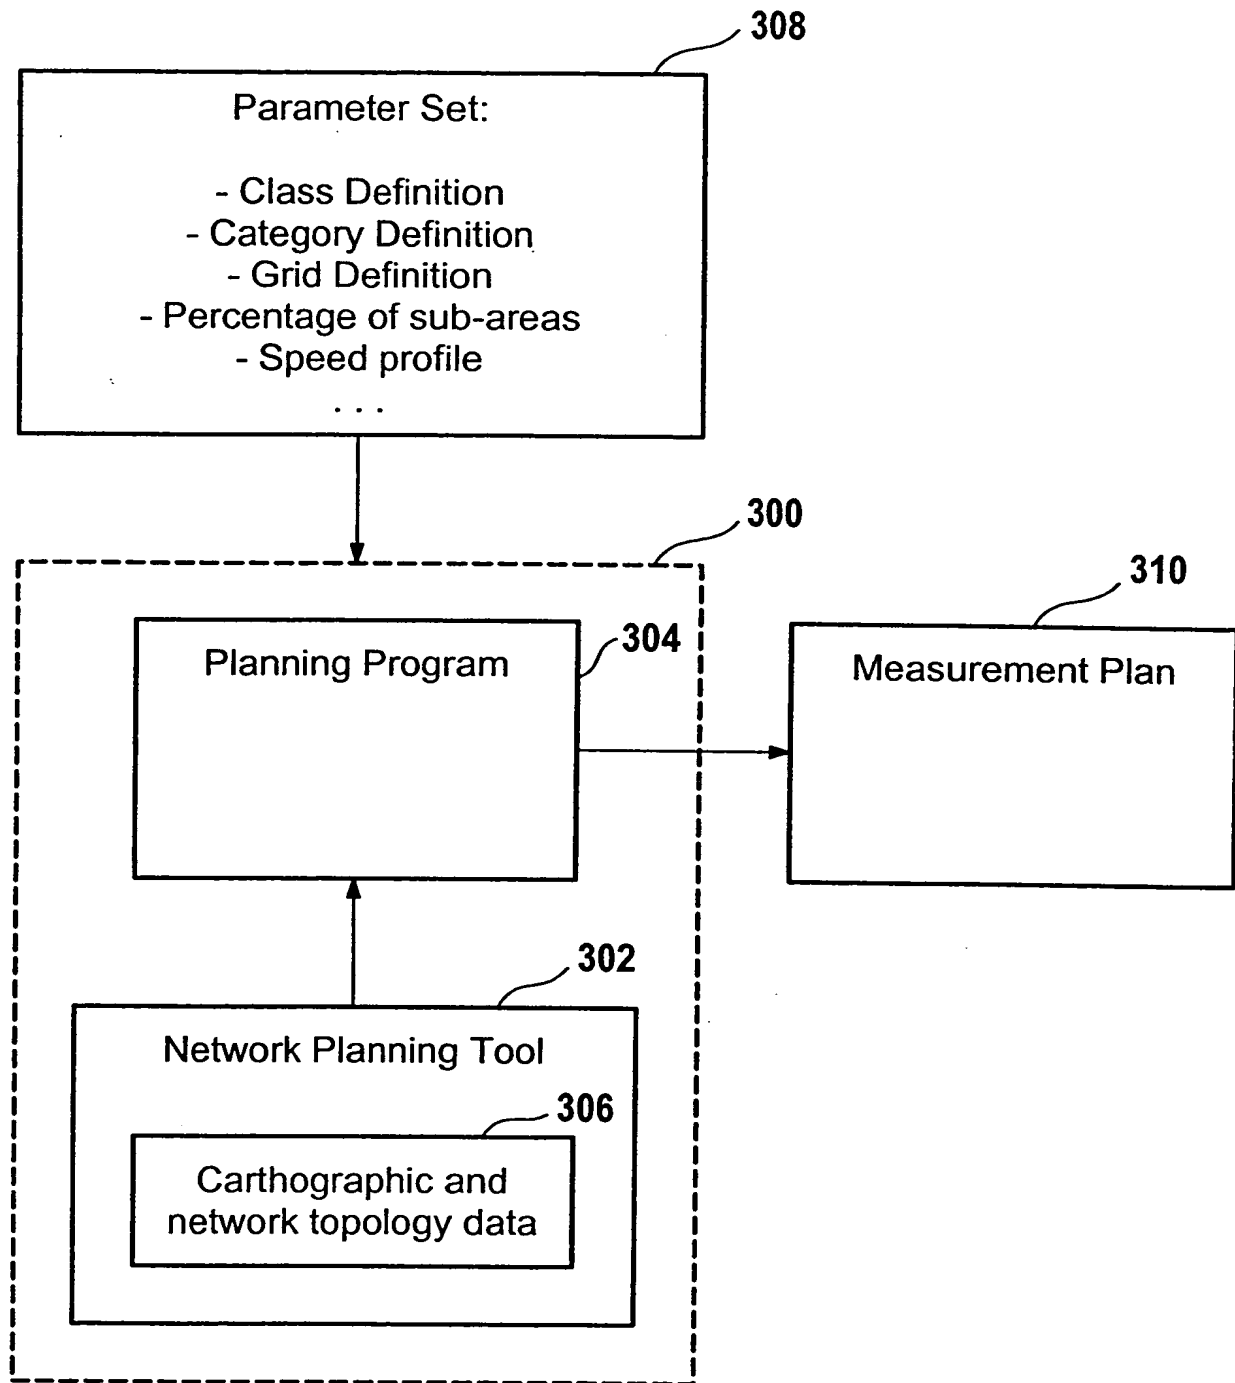 308
Parameter Set:
- Class Definition
- Category Definition
- Grid Definition
- Percentage of sub-areas
- Speed profile
. . .
300
310
304
Planning Program
Measurement Plan
302
Network Planning Tool
306
Carthographic and
network topology data